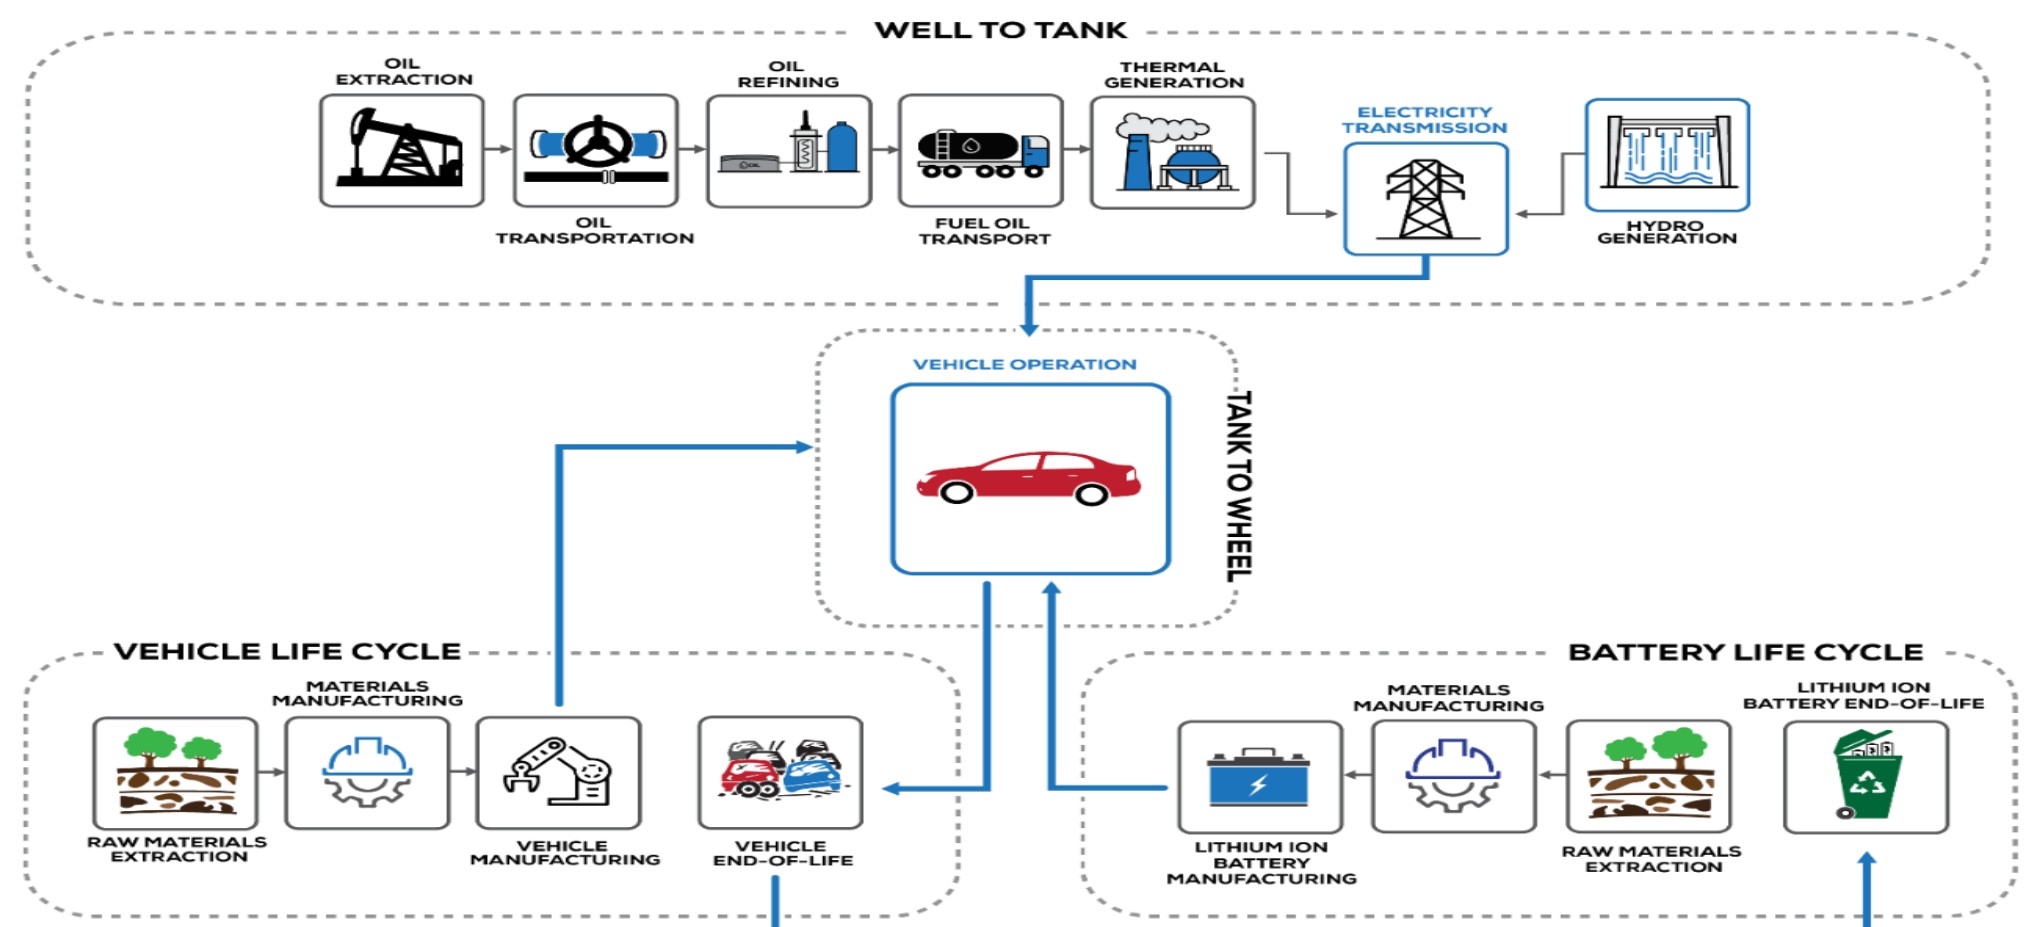 WELL TO TANK
OIL
EXTRACTION
OIL
TRANSPORTATION
OIL
REFINING
OIL
FUEL OIL
TRANSPORT
THERMAL
GENERATION
ELECTRICITY
TRANSMISSION
HYDRO
GENERATION
VEHICLE OPERATION
TANK TO WHEEL
VEHICLE LIFE CYCLE
RAW MATERIALS
EXTRACTION
MATERIALS
MANUFACTURING
VEHICLE
MANUFACTURING
VEHICLE
END-OF-LIFE
BATTERY LIFE CYCLE
LITHIUM ION
BATTERY
MANUFACTURING
MATERIALS
MANUFACTURING
RAW MATERIALS
EXTRACTION
LITHIUM ION
BATTERY END-OF-LIFE